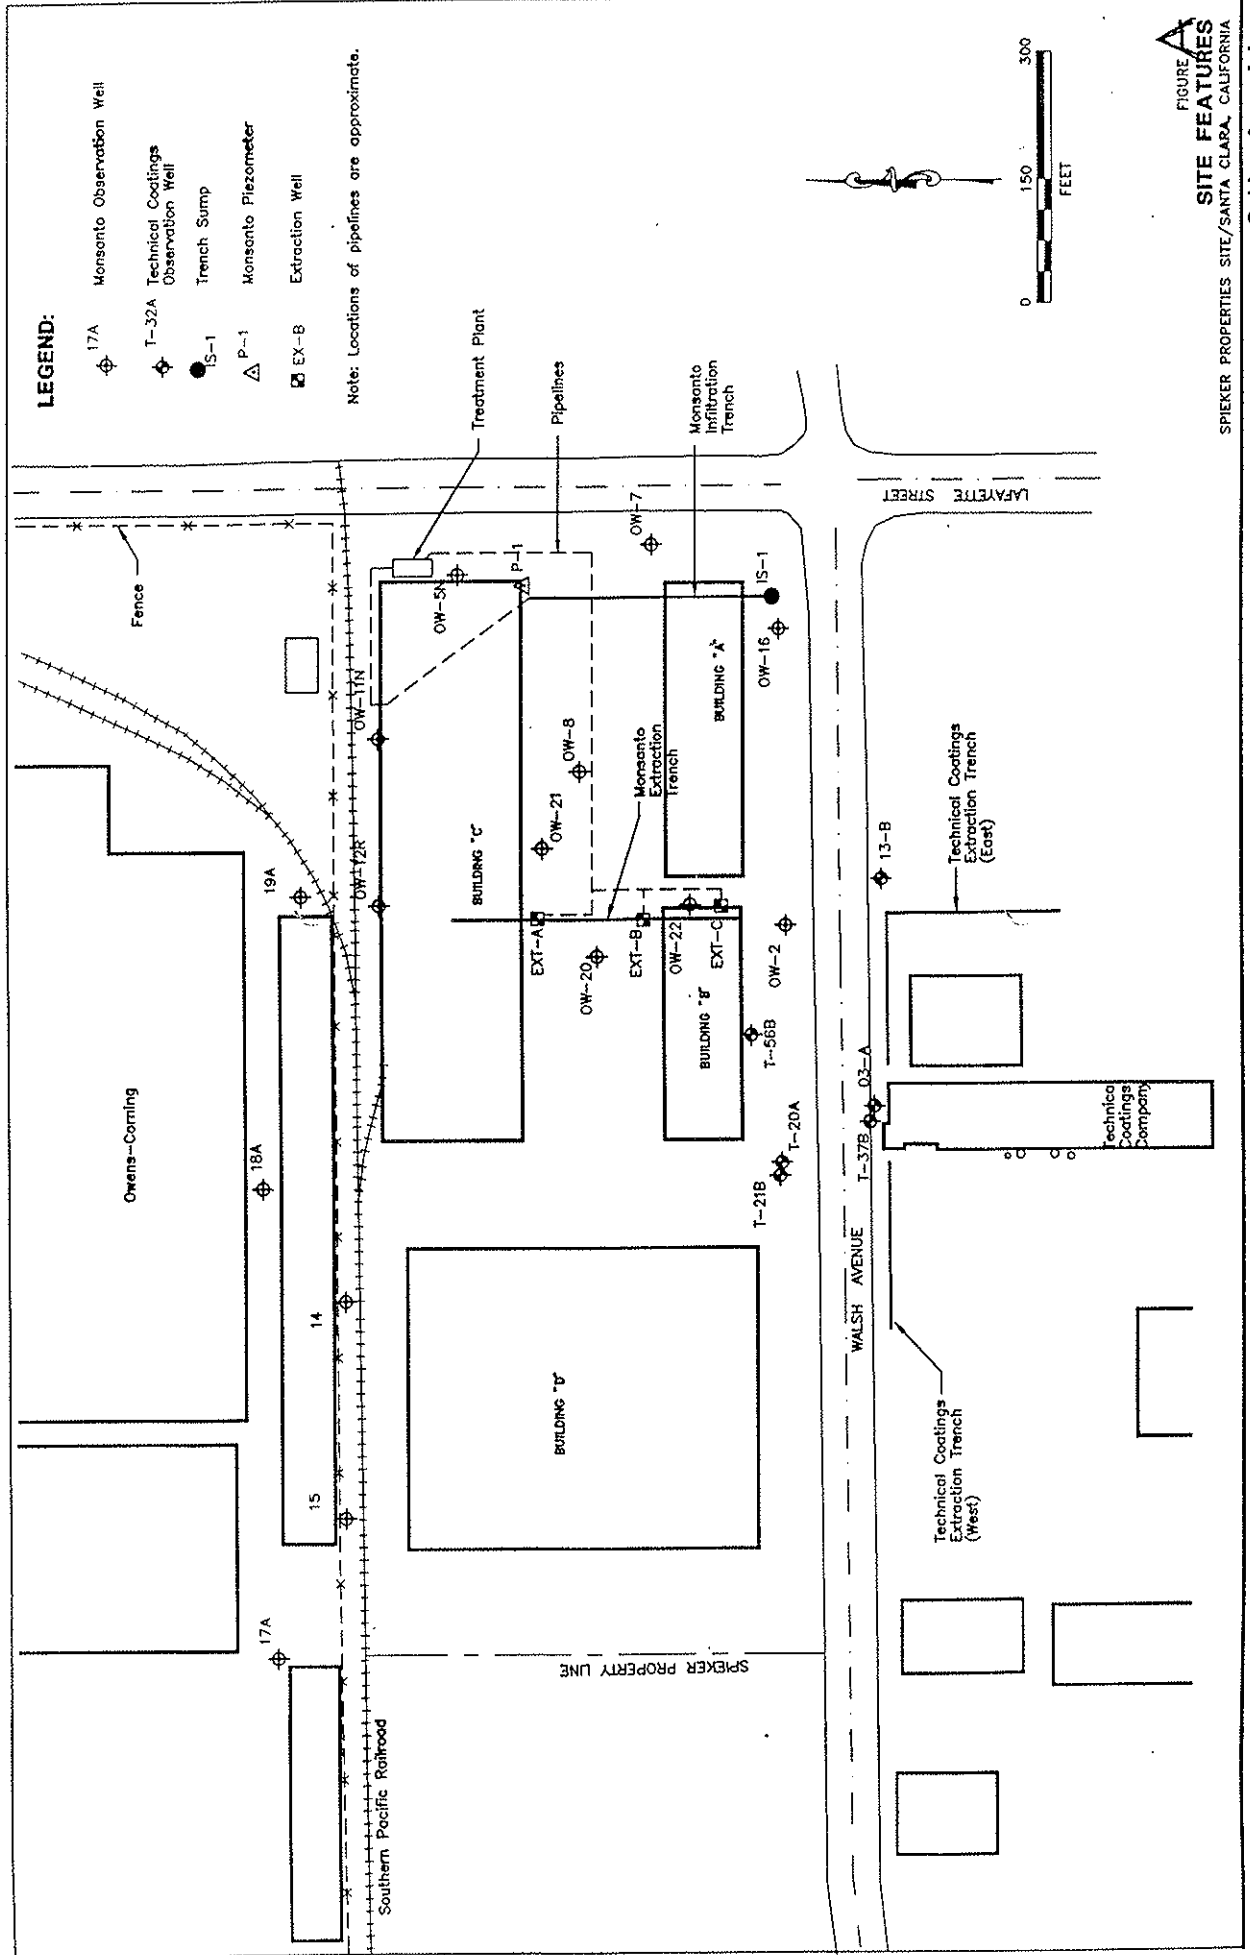 LEGEND:
17A Monsanto Observation Well
T-32A Technical Coatings
Observation Well
IS-1 Trench Sump
P-1 Monsanto Piezometer
EX-B Extraction Well
Note: Locations of pipelines are approximate.
Fence
Treatment Plant
Pipelines
Monsanto
Infiltration
Trench
LAFAYETTE STREET
0 150 300
FEET
Owens-Corning
19A
18A
17A
14
15
OW-11N
OW-12R
OW-5N
P-1
OW-7
OW-8
OW-21
OW-20
OW-22
OW-16
OW-2
IS-1
EXT-A
EXT-B
EXT-C
Monsanto
Extraction
Trench
BUILDING "C"
BUILDING "A"
BUILDING "B"
BUILDING "D"
T-56B
T-20A
T-21B
T-37B
03-A
13-B
WALSH AVENUE
Technical Coatings
Extraction Trench
(East)
Technical
Coatings
Company
Technical Coatings
Extraction Trench
(West)
SPIEKER PROPERTY LINE
Southern Pacific Railroad
FIGURE A
SITE FEATURES
SPIEKER PROPERTIES SITE/SANTA CLARA, CALIFORNIA